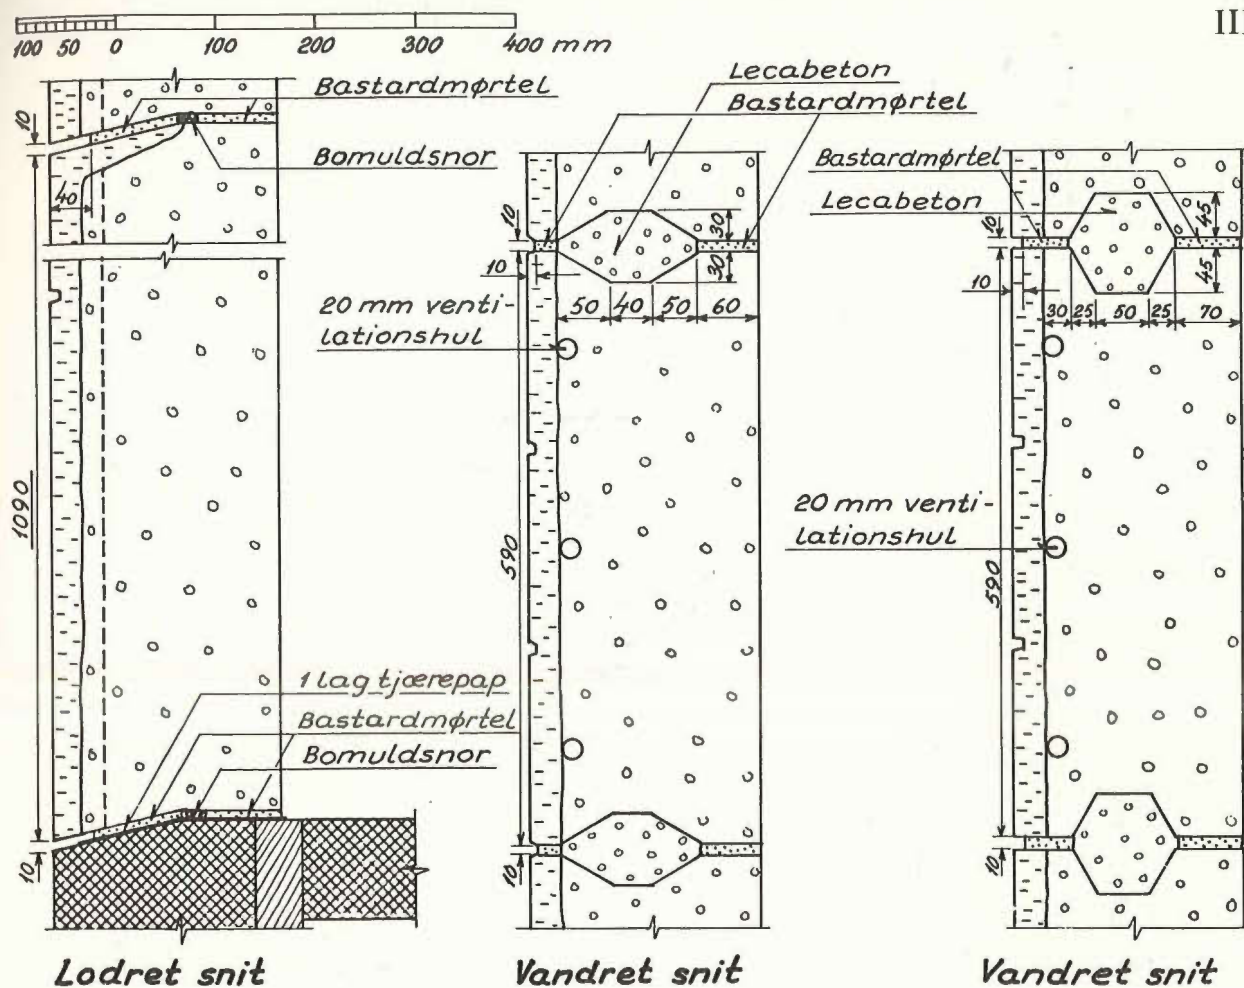 III
100 50 0 100 200 300 400 mm
Bastardmørtel
10
Bomuldsnor
40
1090
1 lag tjærepap
Bastardmørtel
Bomuldsnor
10
Lodret snit
Lecabeton
Bastardmørtel
10
30
30
10
50 40 50 60
20 mm venti-
lationshul
590
10
Vandret snit
Bastardmørtel
Lecabeton
10
45
45
10
30 25 50 25 70
20 mm venti-
lationshul
590
10
Vandret snit